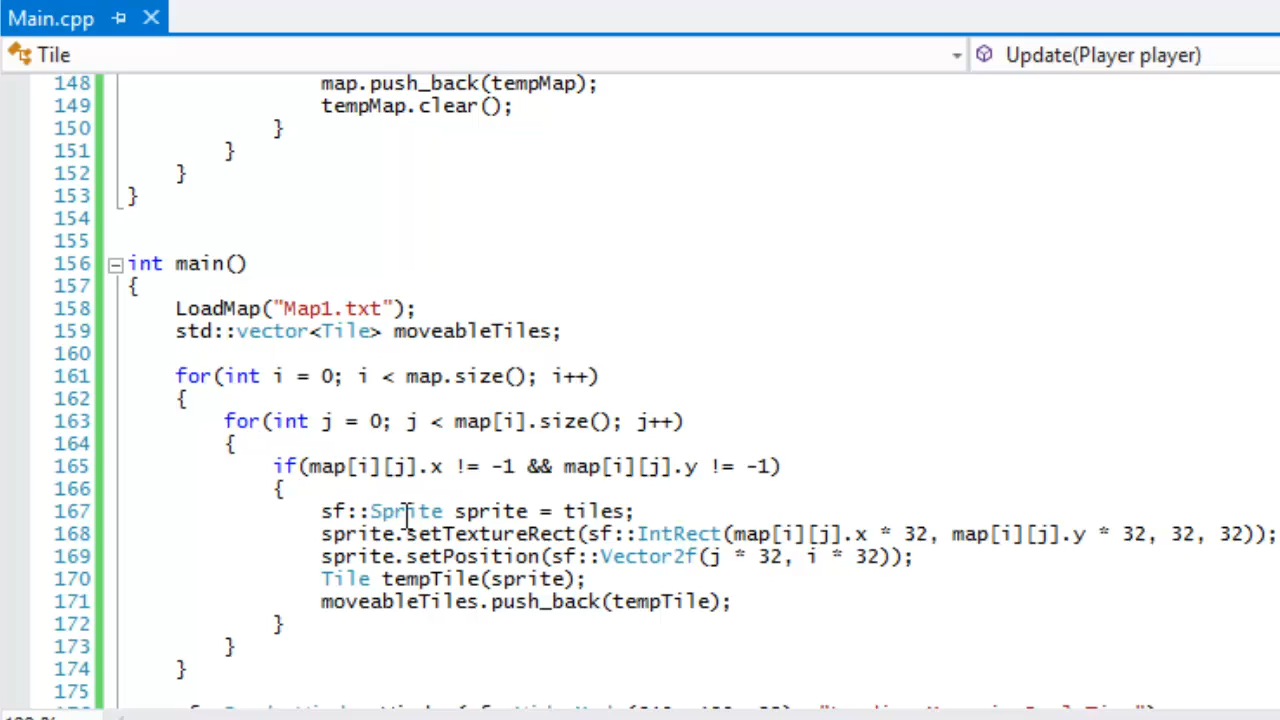 Main.cpp
Tile Update(Player player)
148 map.push_back(tempMap);
149 tempMap.clear();
150 }
151 }
152 }
153 }
154
155
156 int main()
157 {
158 LoadMap("Map1.txt");
159 std::vector<Tile> moveableTiles;
160
161 for(int i = 0; i < map.size(); i++)
162 {
163 for(int j = 0; j < map[i].size(); j++)
164 {
165 if(map[i][j].x != -1 && map[i][j].y != -1)
166 {
167 sf::Sprite sprite = tiles;
168 sprite.setTextureRect(sf::IntRect(map[i][j].x * 32, map[i][j].y * 32, 32, 32));
169 sprite.setPosition(sf::Vector2f(j * 32, i * 32));
170 Tile tempTile(sprite);
171 moveableTiles.push_back(tempTile);
172 }
173 }
174 }
175